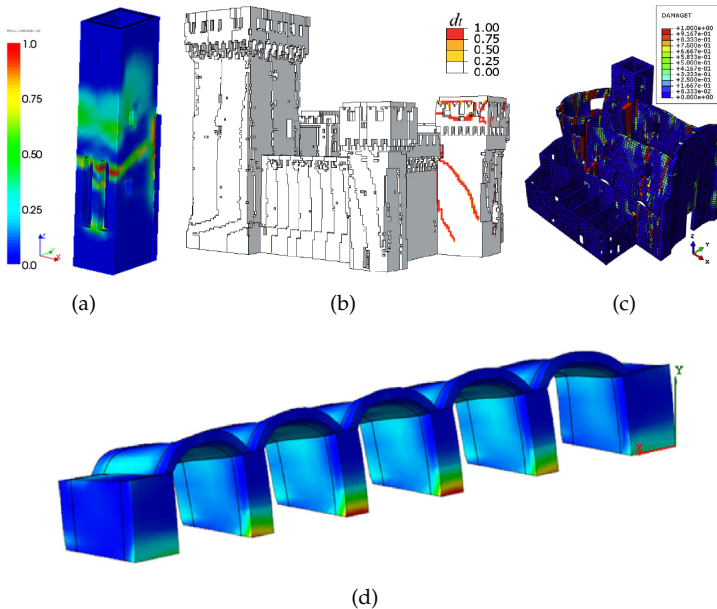 1.0
0.75
0.50
0.25
0.0
Z
Y
X
(a)
dt
1.00
0.75
0.50
0.25
0.00
(b)
DAMAGET
+1.000e+00
+9.167e-01
+8.333e-01
+7.500e-01
+6.667e-01
+5.833e-01
+5.000e-01
+4.167e-01
+3.333e-01
+2.500e-01
+1.667e-01
+8.333e-02
+0.000e+00
Z
Y
X
(c)
Y
X
(d)